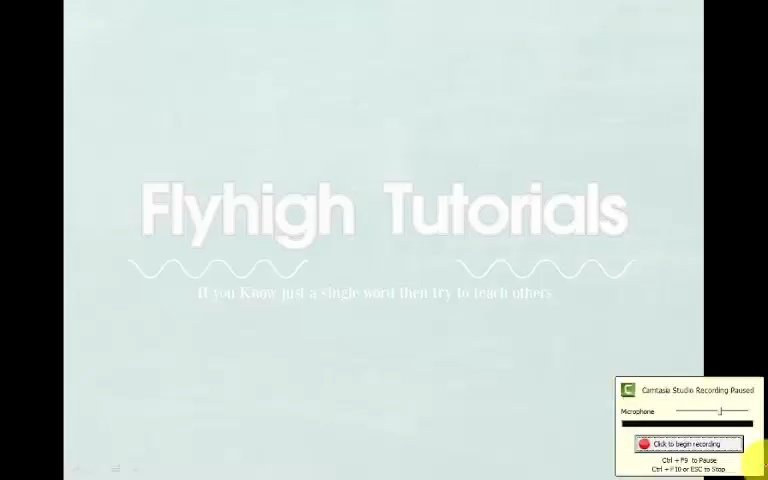 Flyhigh Tutorials
If you Know just a single word then try to teach others
Camtasia Studio Recording Paused
Microphone
Click to begin recording
Ctrl + F9 to Pause
Ctrl + F10 or ESC to Stop